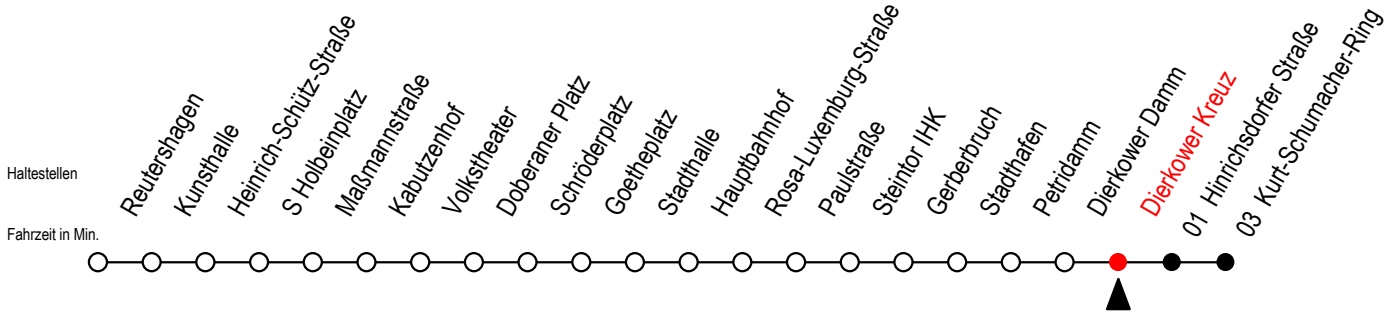 Haltestellen
Fahrzeit in Min.
Reutershagen
Kunsthalle
Heinrich-Schütz-Straße
S Holbeinplatz
Maßmannstraße
Kabutzenhof
Volkstheater
Doberaner Platz
Schröderplatz
Goetheplatz
Stadthalle
Hauptbahnhof
Rosa-Luxemburg-Straße
Paulstraße
Steintor IHK
Gerberbruch
Stadthafen
Petridamm
Dierkower Damm
Dierkower Kreuz
01 Hinrichsdorfer Straße
03 Kurt-Schumacher-Ring